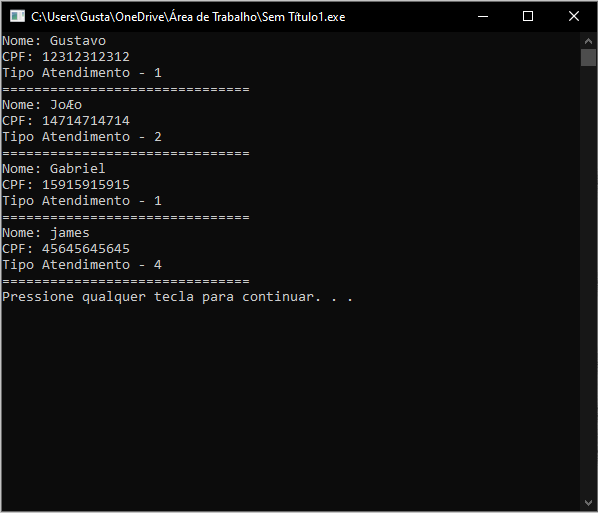 C:\Users\Gusta\OneDrive\Área de Trabalho\Sem Título1.exe
Nome: Gustavo
CPF: 12312312312
Tipo Atendimento - 1
===============================
Nome: JoÆo
CPF: 14714714714
Tipo Atendimento - 2
===============================
Nome: Gabriel
CPF: 15915915915
Tipo Atendimento - 1
===============================
Nome: james
CPF: 45645645645
Tipo Atendimento - 4
===============================
Pressione qualquer tecla para continuar. . .